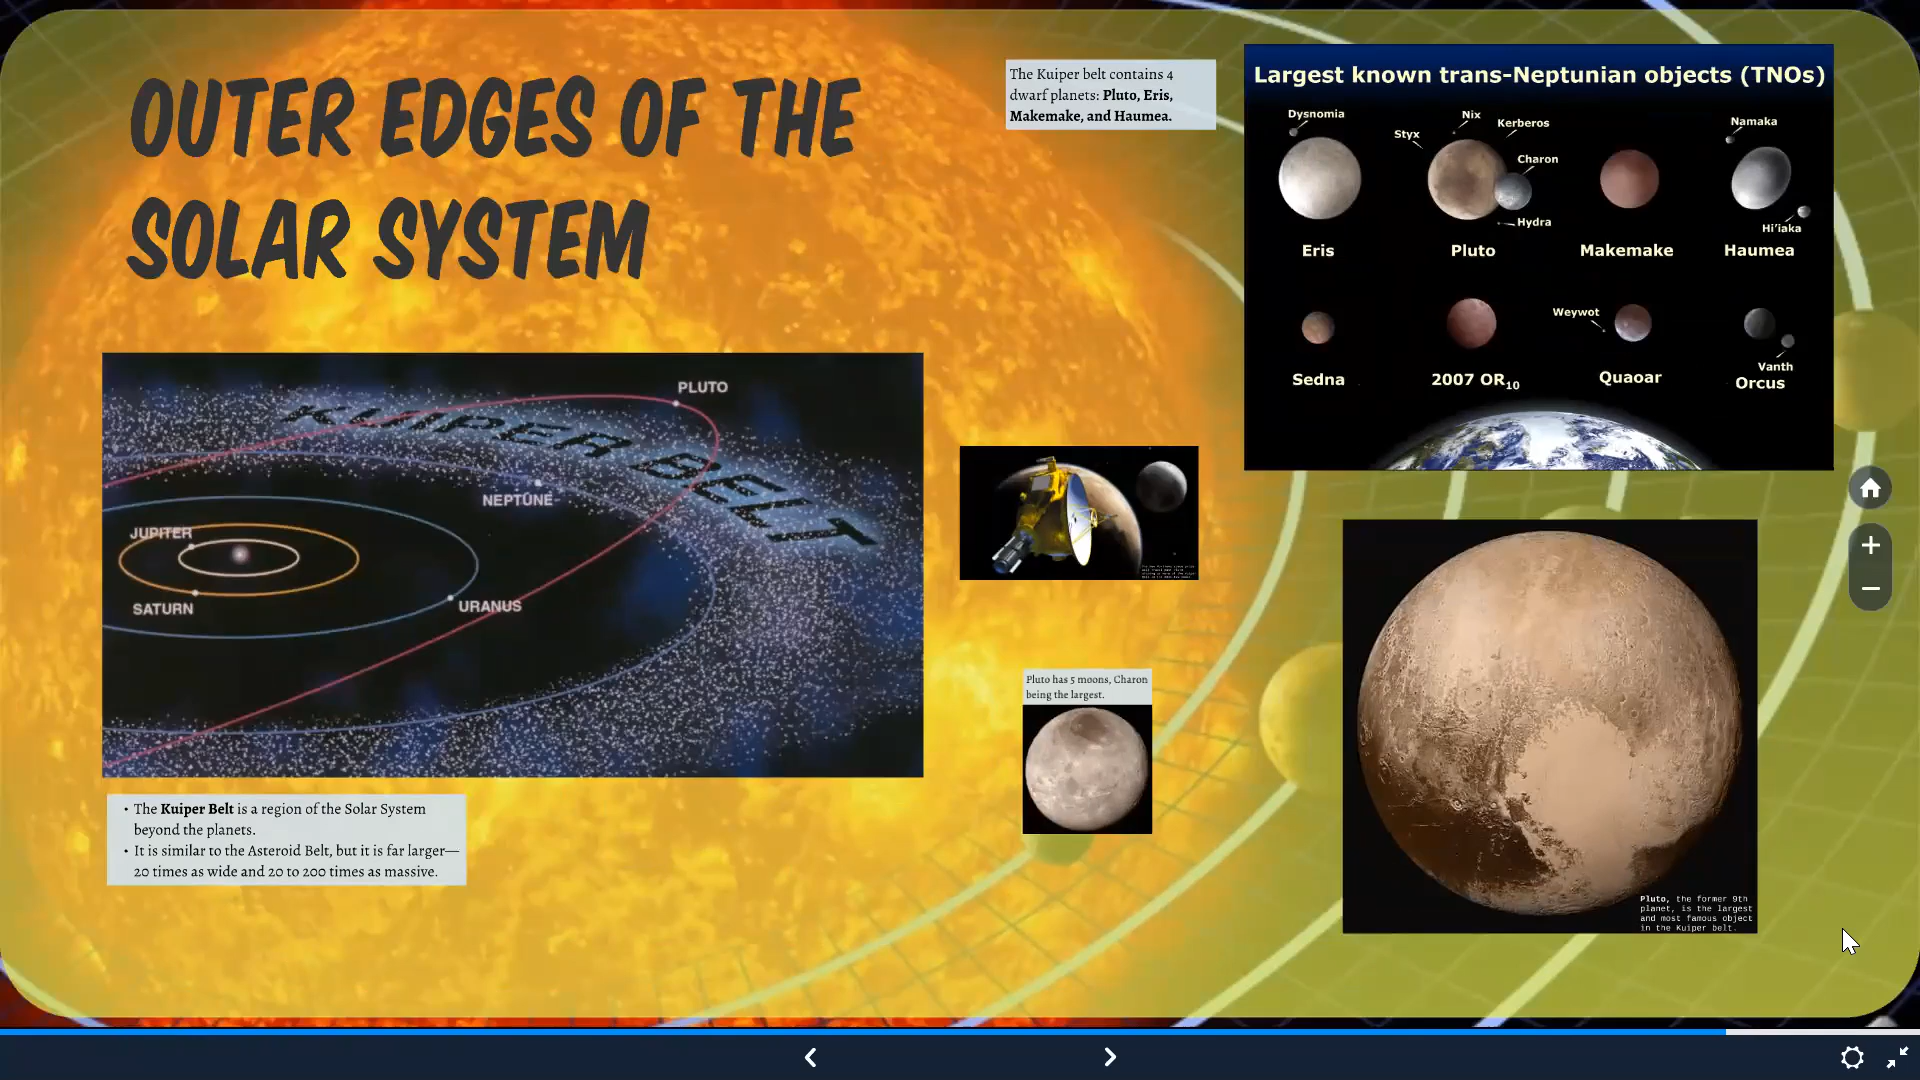 OUTER EDGES OF THE
SOLAR SYSTEM
The Kuiper belt contains 4
dwarf planets: Pluto, Eris,
Makemake, and Haumea.
Largest known trans-Neptunian objects (TNOs)
Dysnomia
Nix
Kerberos
Styx
Charon
Hydra
Namaka
Hi'iaka
Eris
Pluto
Makemake
Haumea
Weywot
Vanth
Sedna
2007 OR10
Quaoar
Orcus
KUIPER BELT
PLUTO
NEPTUNE
JUPITER
SATURN
URANUS
• The Kuiper Belt is a region of the Solar System
beyond the planets.
• It is similar to the Asteroid Belt, but it is far larger—
20 times as wide and 20 to 200 times as massive.
Pluto has 5 moons, Charon
being the largest.
Pluto, the former 9th
planet, is the largest
and most famous object
in the Kuiper belt.